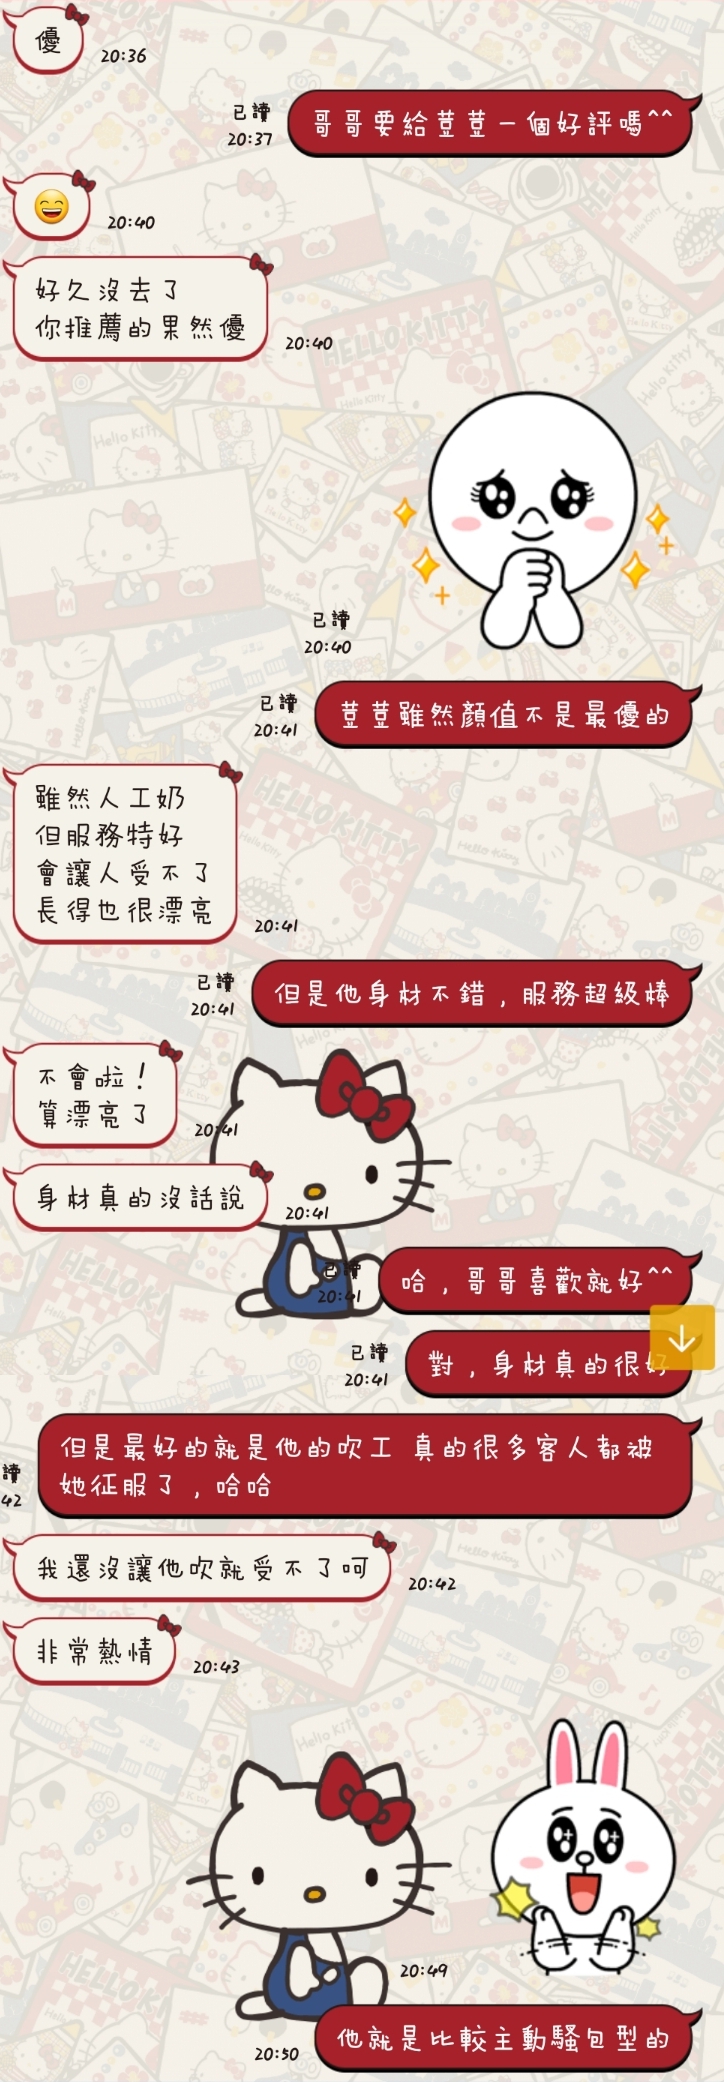 優
20:36
已讀
20:37
哥哥要給荳荳一個好評嗎^^
20:40
好久沒去了
你推薦的果然優
20:40
已讀
20:40
已讀
20:41
荳荳雖然顏值不是最優的
雖然人工奶
但服務特好
會讓人受不了
長得也很漂亮
20:41
已讀
20:41
但是他身材不錯，服務超級棒
不會啦！
算漂亮了
20:41
身材真的沒話說
20:41
已讀
20:41
哈，哥哥喜歡就好^^
已讀
20:41
對，身材真的很好
讀
42
但是最好的就是他的吹工 真的很多客人都被
她征服了，哈哈
我還沒讓他吹就受不了呵
20:42
非常熱情
20:43
20:49
20:50
他就是比較主動騷包型的